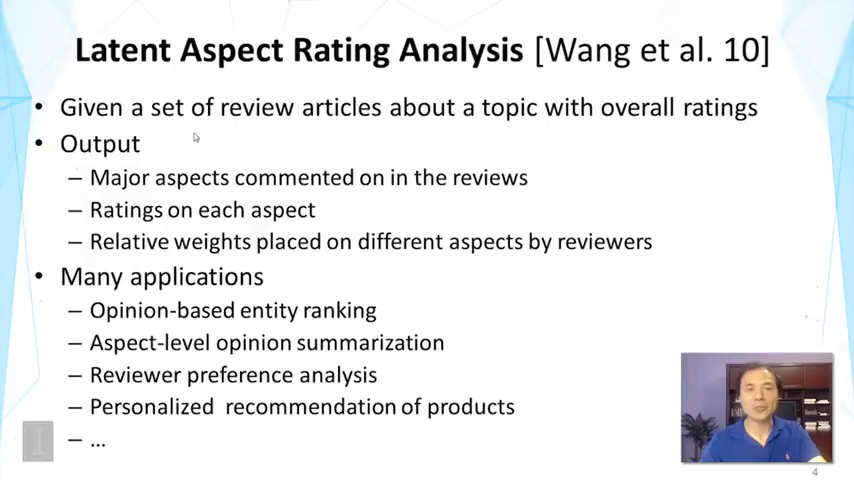 Latent Aspect Rating Analysis [Wang et al. 10]
• Given a set of review articles about a topic with overall ratings
• Output
– Major aspects commented on in the reviews
– Ratings on each aspect
– Relative weights placed on different aspects by reviewers
• Many applications
– Opinion-based entity ranking
– Aspect-level opinion summarization
– Reviewer preference analysis
– Personalized recommendation of products
– ...
4